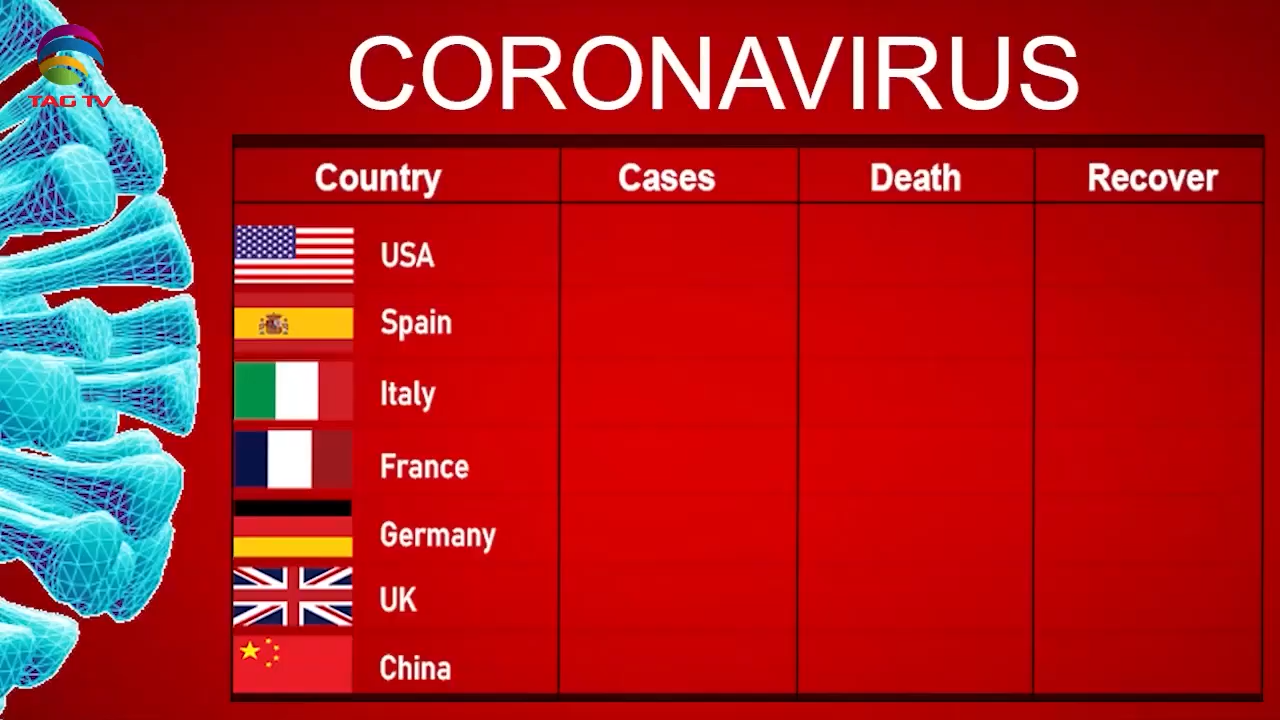 TAG TV
CORONAVIRUS
Country Cases Death Recover
USA
Spain
Italy
France
Germany
UK
China